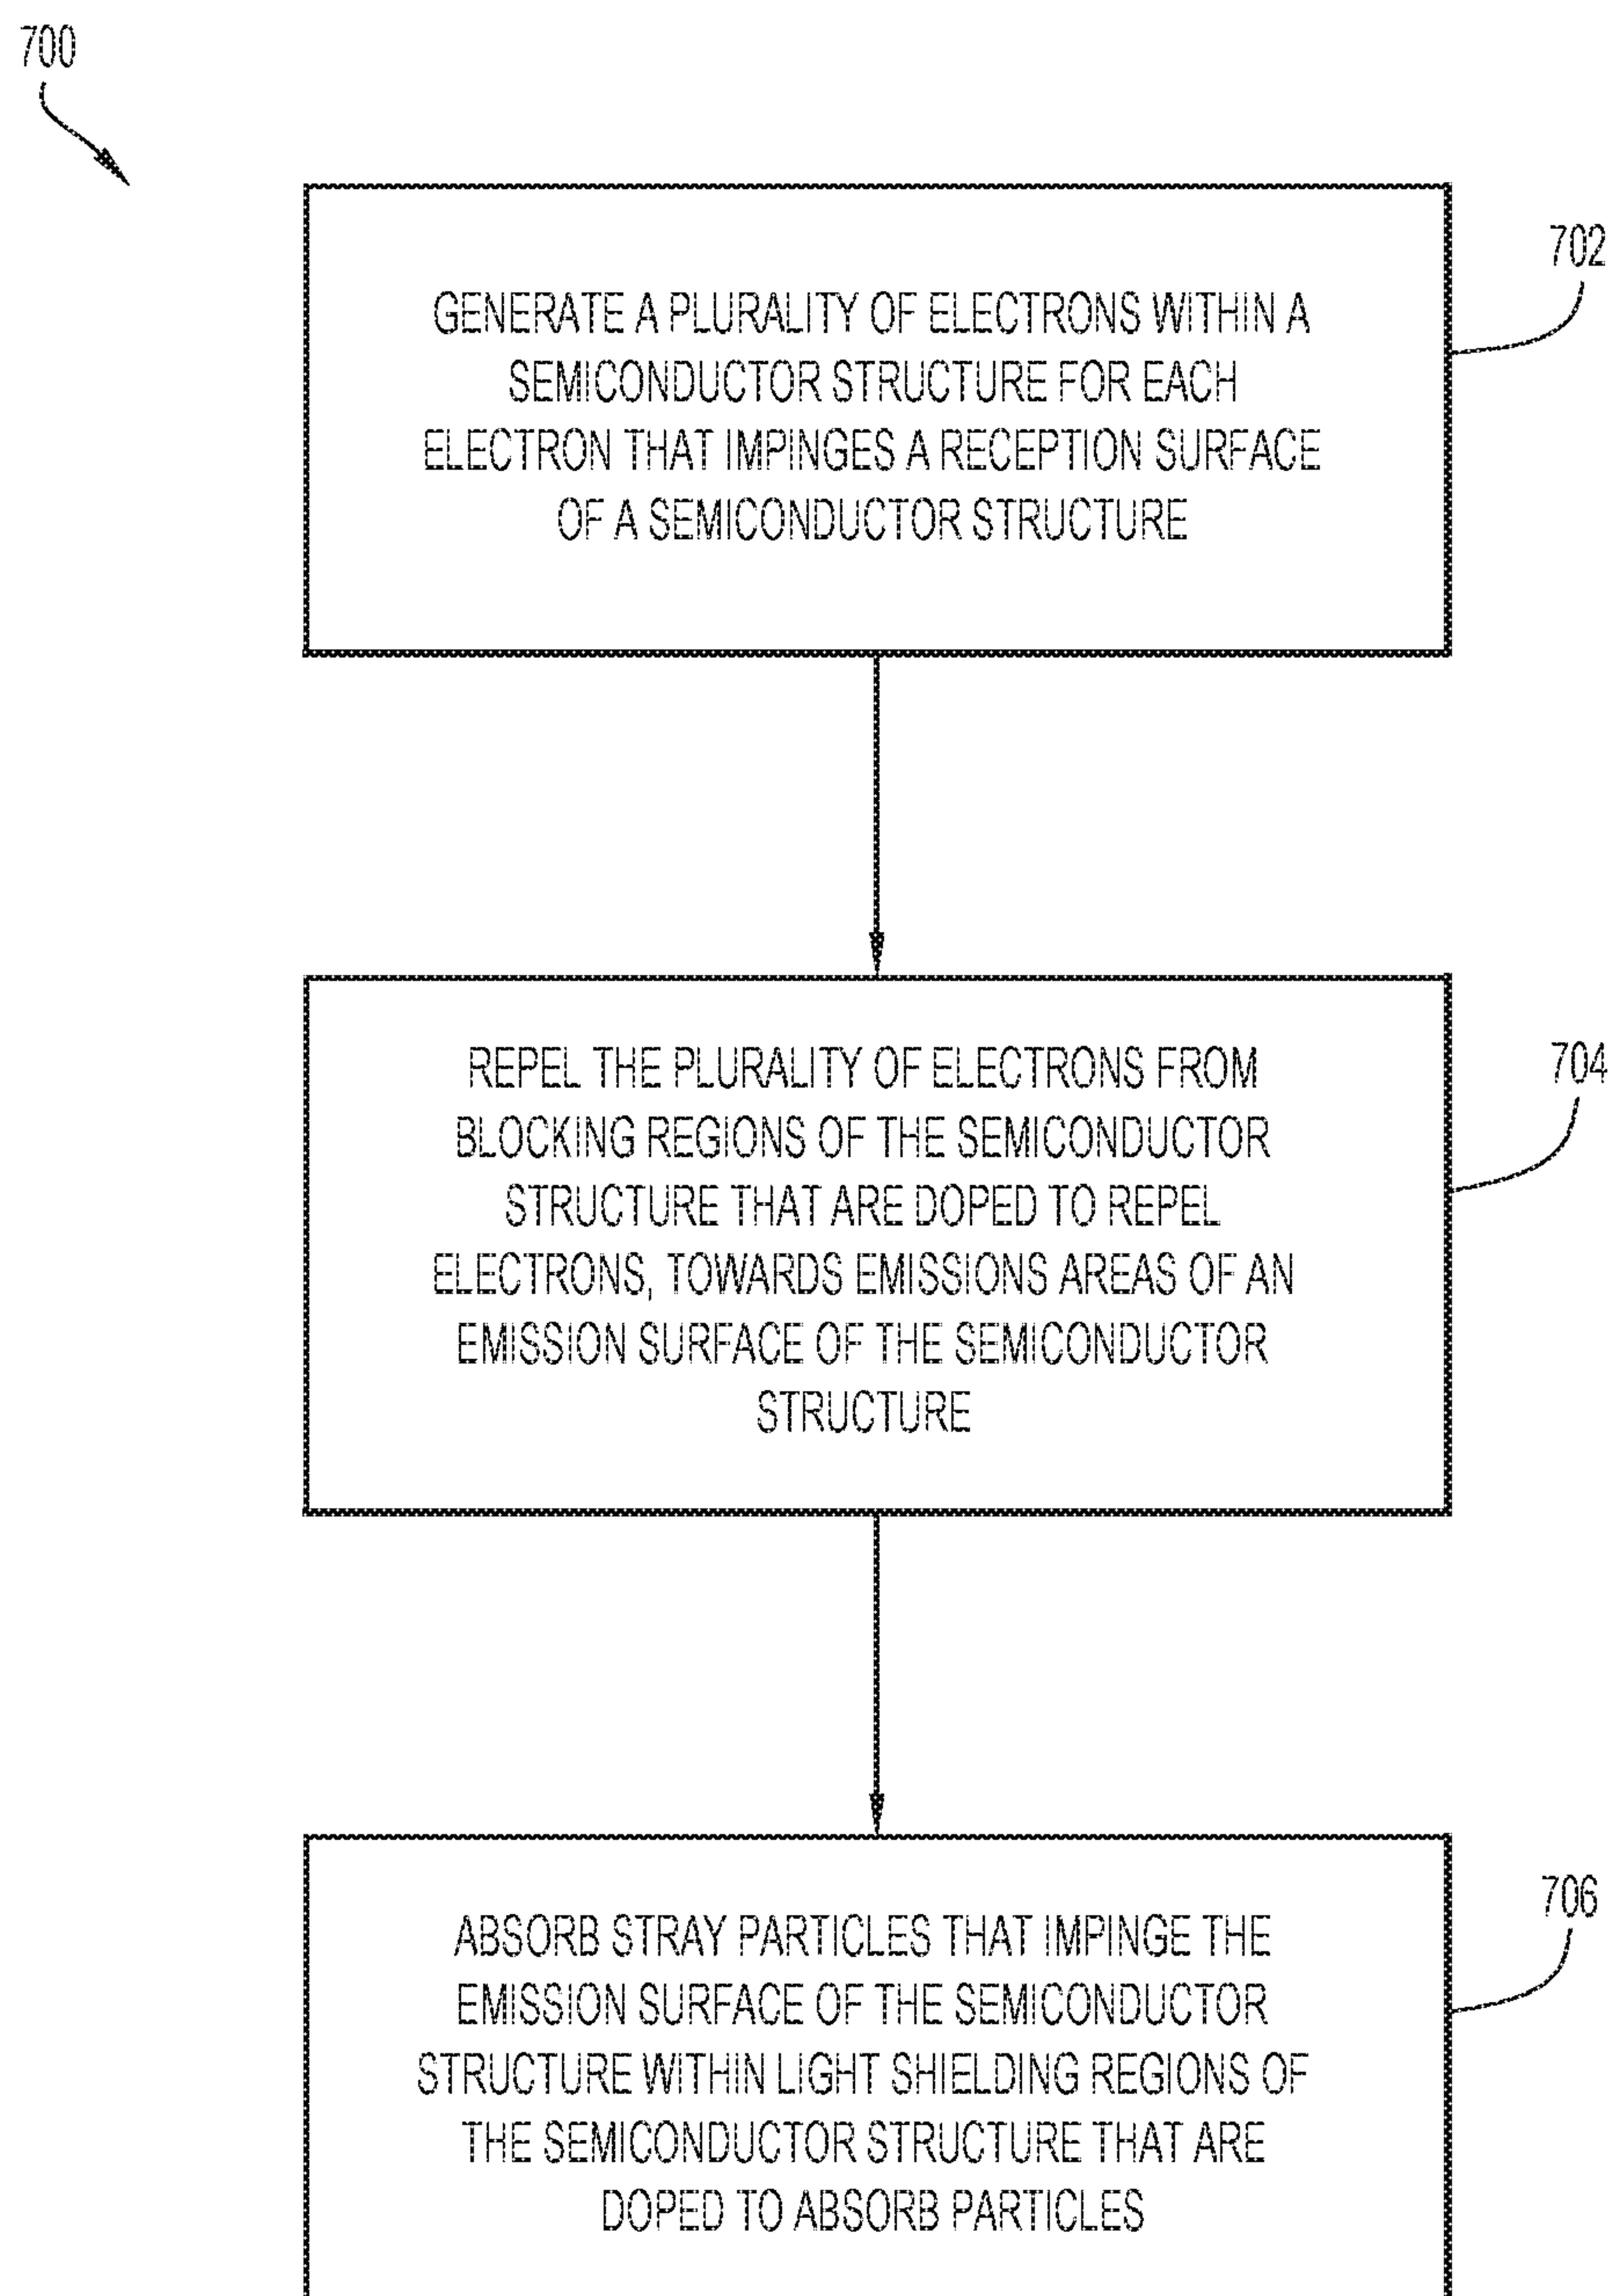 700
702
GENERATE A PLURALITY OF ELECTRONS WITHIN A
SEMICONDUCTOR STRUCTURE FOR EACH
ELECTRON THAT IMPINGES A RECEPTION SURFACE
OF A SEMICONDUCTOR STRUCTURE
704
REPEL THE PLURALITY OF ELECTRONS FROM
BLOCKING REGIONS OF THE SEMICONDUCTOR
STRUCTURE THAT ARE DOPED TO REPEL
ELECTRONS, TOWARDS EMISSIONS AREAS OF AN
EMISSION SURFACE OF THE SEMICONDUCTOR
STRUCTURE
706
ABSORB STRAY PARTICLES THAT IMPINGE THE
EMISSION SURFACE OF THE SEMICONDUCTOR
STRUCTURE WITHIN LIGHT SHIELDING REGIONS OF
THE SEMICONDUCTOR STRUCTURE THAT ARE
DOPED TO ABSORB PARTICLES